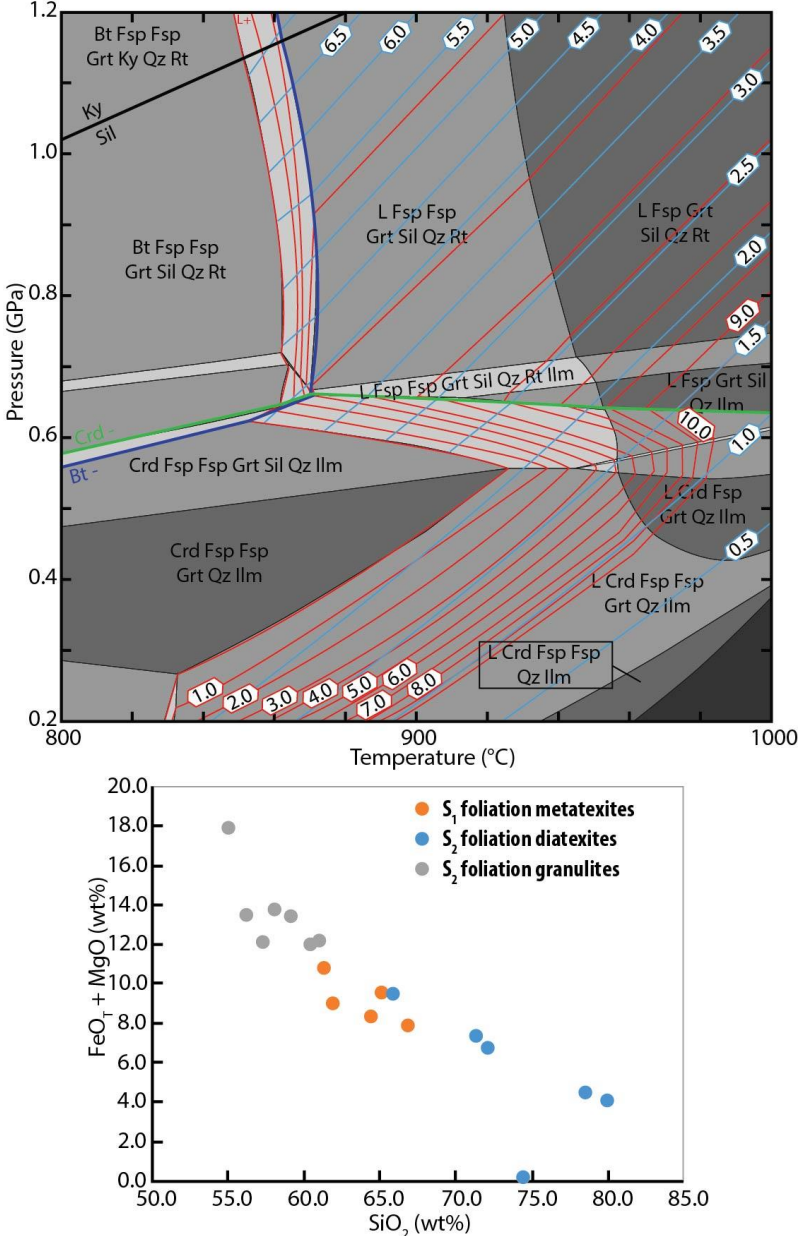 1.2
1.0
0.8
0.6
0.4
0.2
Pressure (GPa)
800
900
1000
Temperature (°C)
L+
Bt Fsp Fsp
Grt Ky Qz Rt
Ky
Sil
6.5
6.0
5.5
5.0
4.5
4.0
3.5
3.0
2.5
2.0
9.0
1.5
10.0
1.0
0.5
L Fsp Fsp
Grt Sil Qz Rt
L Fsp Grt
Sil Qz Rt
Bt Fsp Fsp
Grt Sil Qz Rt
L Fsp Fsp Grt Sil Qz Rt Ilm
L Fsp Grt Sil
Qz Ilm
Crd -
Bt -
Crd Fsp Fsp Grt Sil Qz Ilm
L Crd Fsp
Grt Qz Ilm
Crd Fsp Fsp
Grt Qz Ilm
L Crd Fsp Fsp
Grt Qz Ilm
L Crd Fsp Fsp
Qz Ilm
1.0
2.0
3.0
4.0
5.0
6.0
7.0
8.0
20.0
18.0
16.0
14.0
12.0
10.0
8.0
6.0
4.0
2.0
0.0
FeO_T + MgO (wt%)
S₁ foliation metatexites
S₂ foliation diatexites
S₂ foliation granulites
50.0
55.0
60.0
65.0
70.0
75.0
80.0
85.0
SiO₂ (wt%)